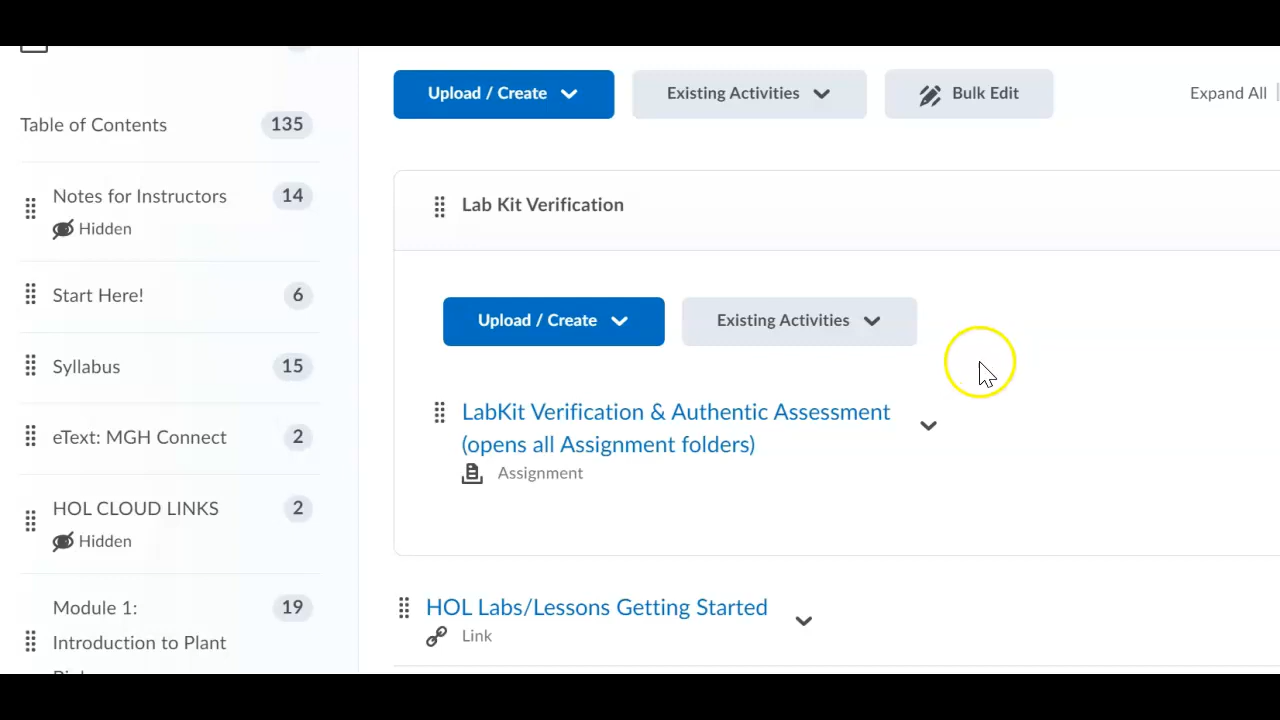 Upload / Create
Existing Activities
Bulk Edit
Expand All
Table of Contents
135
Notes for Instructors
14
Hidden
Start Here!
6
Syllabus
15
eText: MGH Connect
2
HOL CLOUD LINKS
2
Hidden
Module 1:
19
Introduction to Plant
Lab Kit Verification
Upload / Create
Existing Activities
LabKit Verification & Authentic Assessment
(opens all Assignment folders)
Assignment
HOL Labs/Lessons Getting Started
Link